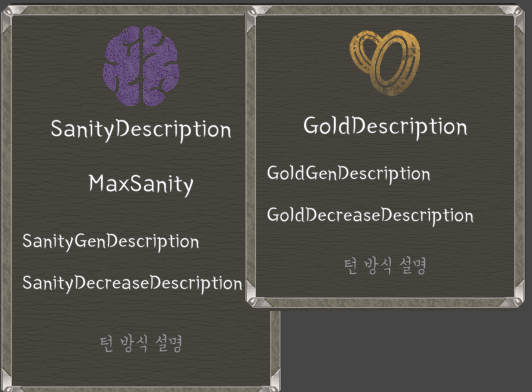 SanityDescription
MaxSanity
SanityGenDescription
SanityDecreaseDescription
턴 방식 설명
GoldDescription
GoldGenDescription
GoldDecreaseDescription
턴 방식 설명